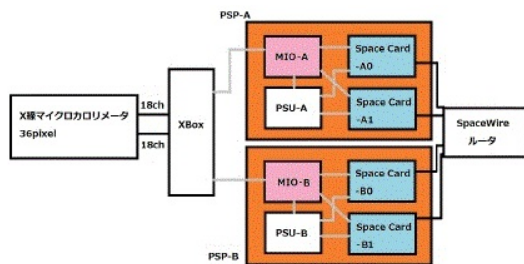 PSP-A
MIO-A
Space Card
-A0
PSU-A
Space Card
-A1
X線マイクロカロリメータ
36pixel
18ch
18ch
XBox
SpaceWire
ルータ
MIO-B
Space Card
-B0
PSU-B
Space Card
-B1
PSP-B